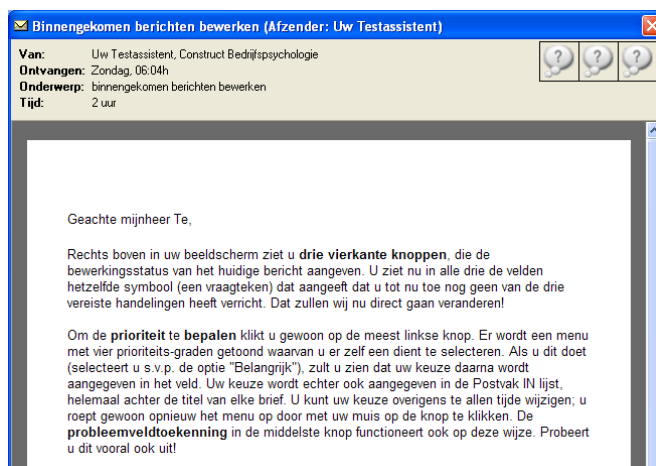 Binnengekomen berichten bewerken (Afzender: Uw Testassistent)
Van: Uw Testassistent, Construct Bedrijfspsychologie
Ontvangen: Zondag, 06:04h
Onderwerp: binnengekomen berichten bewerken
Tijd: 2 uur
Geachte mijnheer Te,
Rechts boven in uw beeldscherm ziet u drie vierkante knoppen, die de
bewerkingsstatus van het huidige bericht aangeven. U ziet nu in alle drie de velden
hetzelfde symbool (een vraagteken) dat aangeeft dat u tot nu toe nog geen van de drie
vereiste handelingen heeft verricht. Dat zullen wij nu direct gaan veranderen!
Om de prioriteit te bepalen klikt u gewoon op de meest linkse knop. Er wordt een menu
met vier prioriteits-graden getoond waarvan u er zelf een dient te selecteren. Als u dit doet
(selecteert u s.v.p. de optie "Belangrijk"), zult u zien dat uw keuze daarna wordt
aangegeven in het veld. Uw keuze wordt echter ook aangegeven in de Postvak IN lijst,
helemaal achter de titel van elke brief. U kunt uw keuze overigens te allen tijde wijzigen; u
roept gewoon opnieuw het menu op door met uw muis op de knop te klikken. De
probleemveldtoekenning in de middelste knop functioneert ook op deze wijze. Probeert
u dit vooral ook uit!